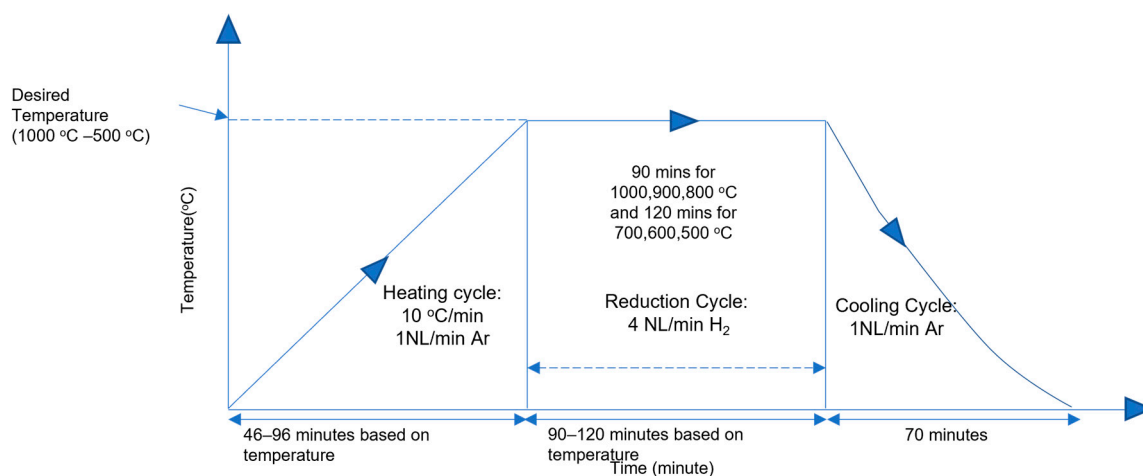 Desired
Temperature
(1000 ᵒC –500 ᵒC)
Temperature(ᵒC)
90 mins for
1000,900,800 ᵒC
and 120 mins for
700,600,500 ᵒC
Heating cycle:
10 ᵒC/min
1NL/min Ar
Reduction Cycle:
4 NL/min H₂
Cooling Cycle:
1NL/min Ar
46–96 minutes based on
temperature
90–120 minutes based on
temperature
70 minutes
Time (minute)